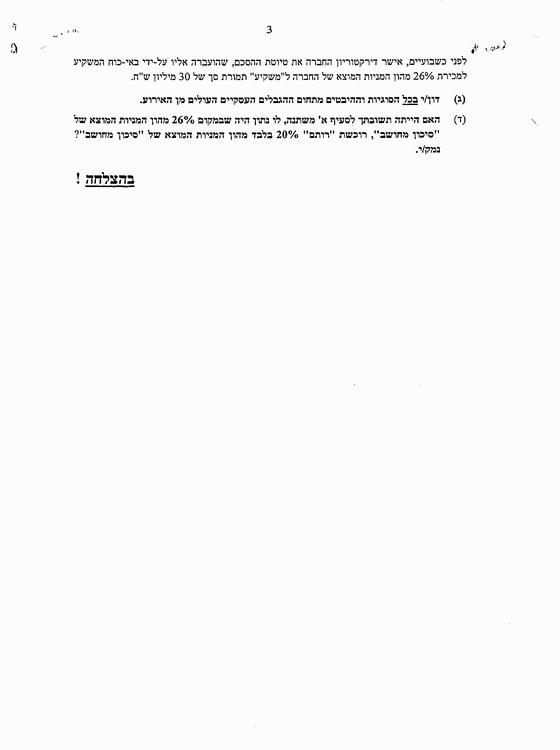 3
לפני כשבועיים, אישר דירקטוריון החברה את טיוטת ההסכם, שהועברה אליו על-ידי באי-כוח המשקיע
למכירת 26% מהון המניות המוצא של החברה ל"משקיע" תמורת סך של 30 מיליון ש"ח.
(ג) דון/י בכל הסוגיות וההיבטים מתחום ההגבלים העסקיים העולים מן האירוע.
(ד) האם הייתה תשובתך לסעיף א' משתנה, לו נתון היה שבמקום 26% מהון המניות המוצא של
"סיכון מחושב", רוכשת "רותם" 20% בלבד מהון המניות המוצא של "סיכון מחושב"?
נמק/י.
בהצלחה !